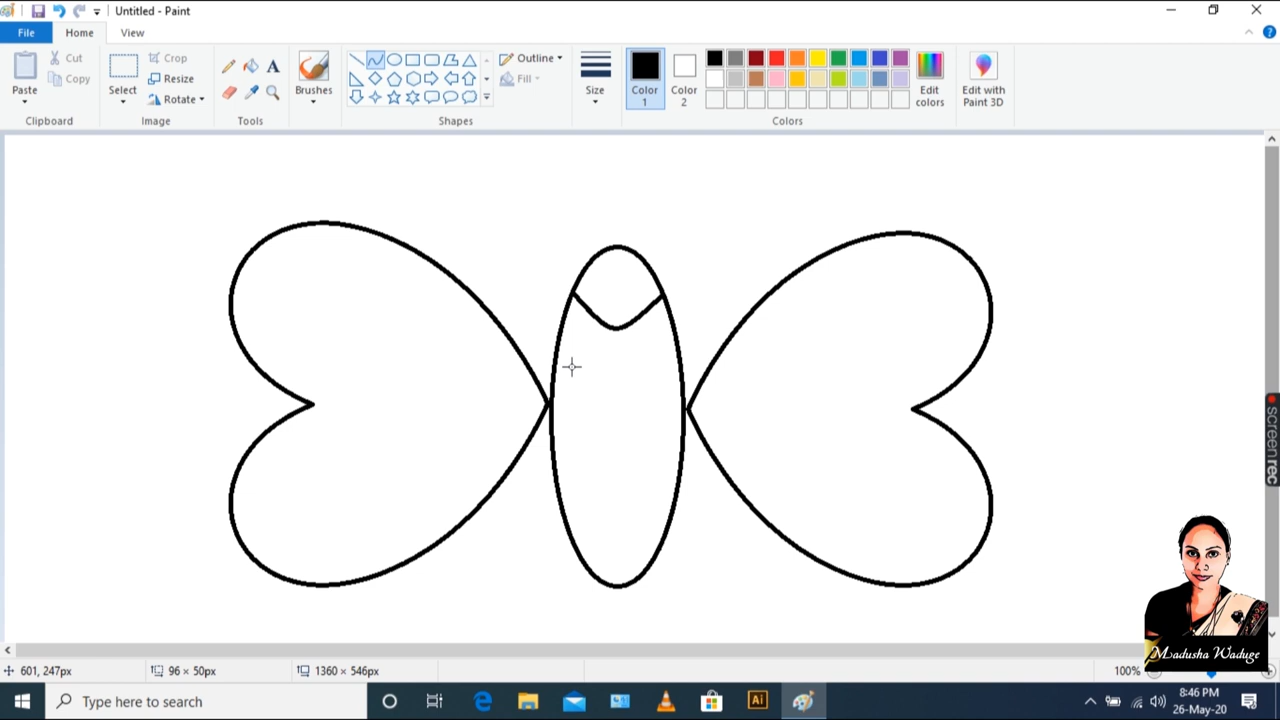 Untitled - Paint
File
Home
View
Paste
Cut
Copy
Clipboard
Select
Crop
Resize
Rotate
Image
A
Tools
Brushes
Outline
Fill
Shapes
Size
Color
1
Color
2
Edit
colors
Colors
Edit with
Paint 3D
screenrec
Madusha Waduge
601, 247px
96 × 50px
1360 × 546px
100%
Type here to search
Ai
8:46 PM
26-May-20